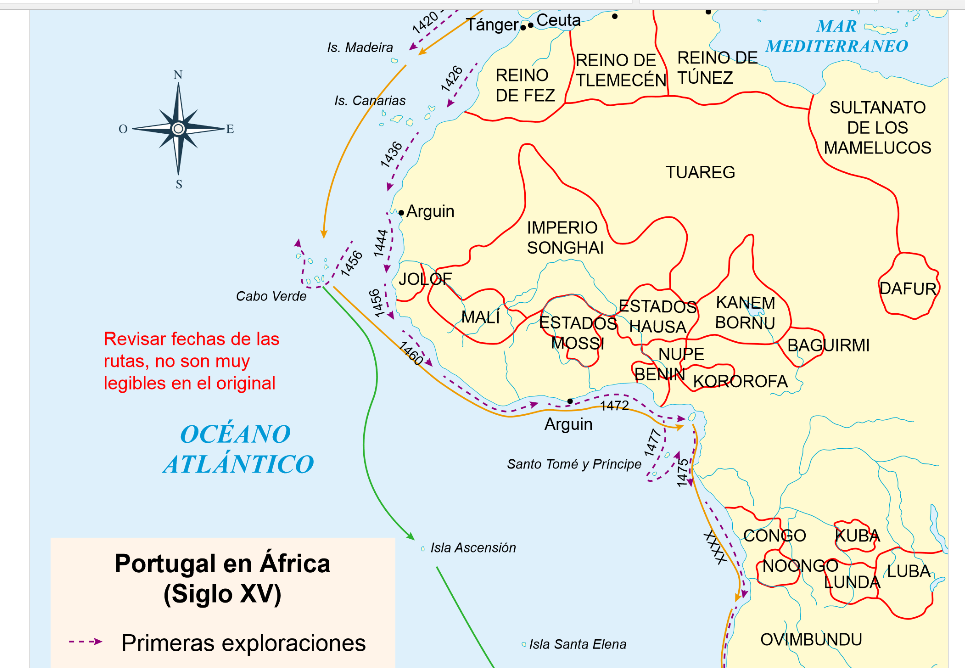 1420
Tánger
Ceuta
MAR
MEDITERRANEO
Is. Madeira
REINO
DE FEZ
REINO DE
TLEMECÉN
REINO DE
TÚNEZ
1426
N
O
E
S
Is. Canarias
SULTANATO
DE LOS
MAMELUCOS
1436
TUAREG
Arguin
IMPERIO
SONGHAI
1444
1456
Cabo Verde
JOLOF
DAFUR
1456
MALÍ
ESTADOS
MOSSI
ESTADOS
HAUSA
KANEM
BORNU
BAGUIRMI
Revisar fechas de las
rutas, no son muy
legibles en el original
1460
NUPE
BENIN
KOROROFA
1472
Arguin
OCÉANO
ATLÁNTICO
1477
1475
Santo Tomé y Príncipe
XXXX
CONGO
KUBA
NOONGO
LUNDA
LUBA
Isla Ascensión
Portugal en África
(Siglo XV)
Primeras exploraciones
Isla Santa Elena
OVIMBUNDU